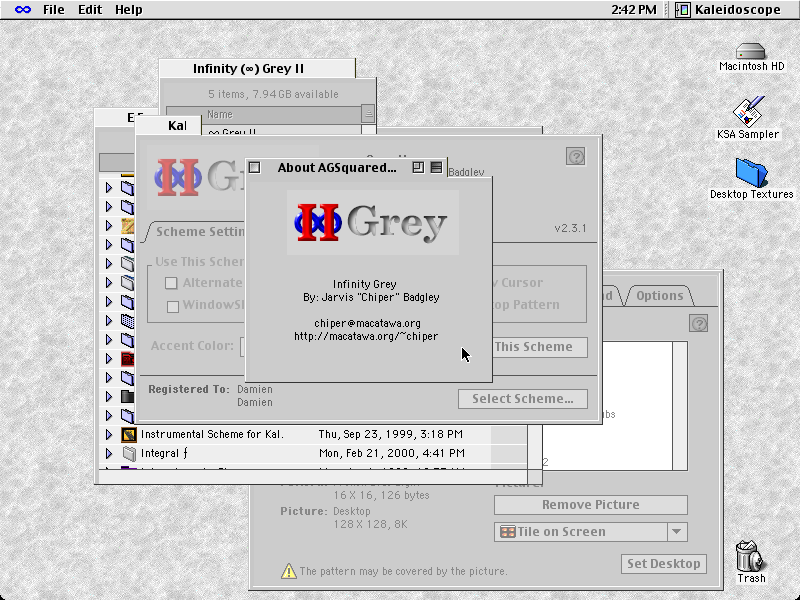 File Edit Help
2:42 PM
Kaleidoscope
Infinity (∞) Grey II
5 items, 7.94GB available
Name
Kal
About AGSquared...
Badgley
Grey
v2.3.1
Scheme Settin
Use This Schem
Alternate
WindowSh
Cursor
op Pattern
Infinity Grey
By: Jarvis "Chiper" Badgley
chiper@macatawa.org
http://macatawa.org/~chiper
Accent Color:
This Scheme
Registered To: Damien
Damien
Select Scheme...
Instrumental Scheme for Kal. Thu, Sep 23, 1999, 3:18 PM
Integral ƒ Mon, Feb 21, 2000, 4:41 PM
Options
16 X 16, 126 bytes
Picture: Desktop
128 X 128, 8K
Remove Picture
Tile on Screen
Set Desktop
The pattern may be covered by the picture.
Macintosh HD
KSA Sampler
Desktop Textures
Trash